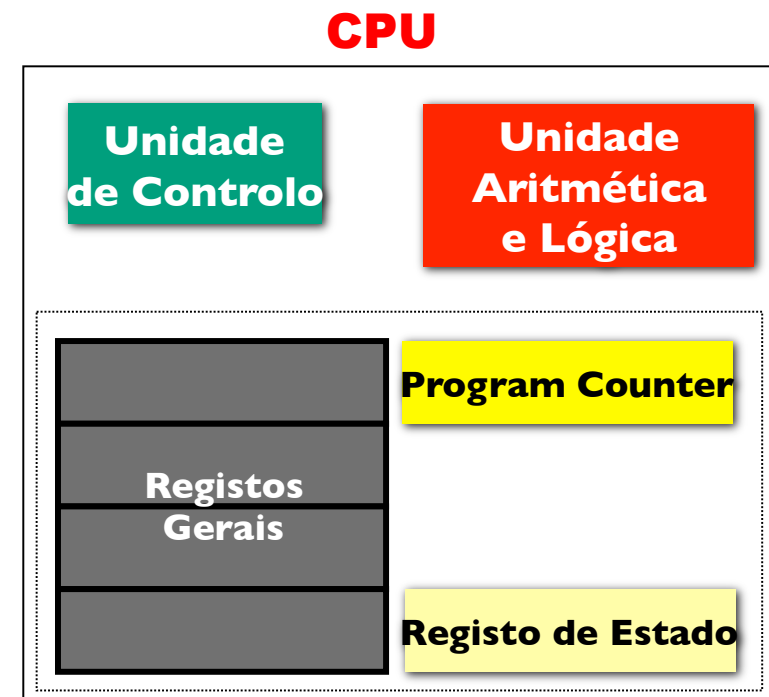 CPU
Unidade
de Controlo
Unidade
Aritmética
e Lógica
Registos
Gerais
Program Counter
Registo de Estado